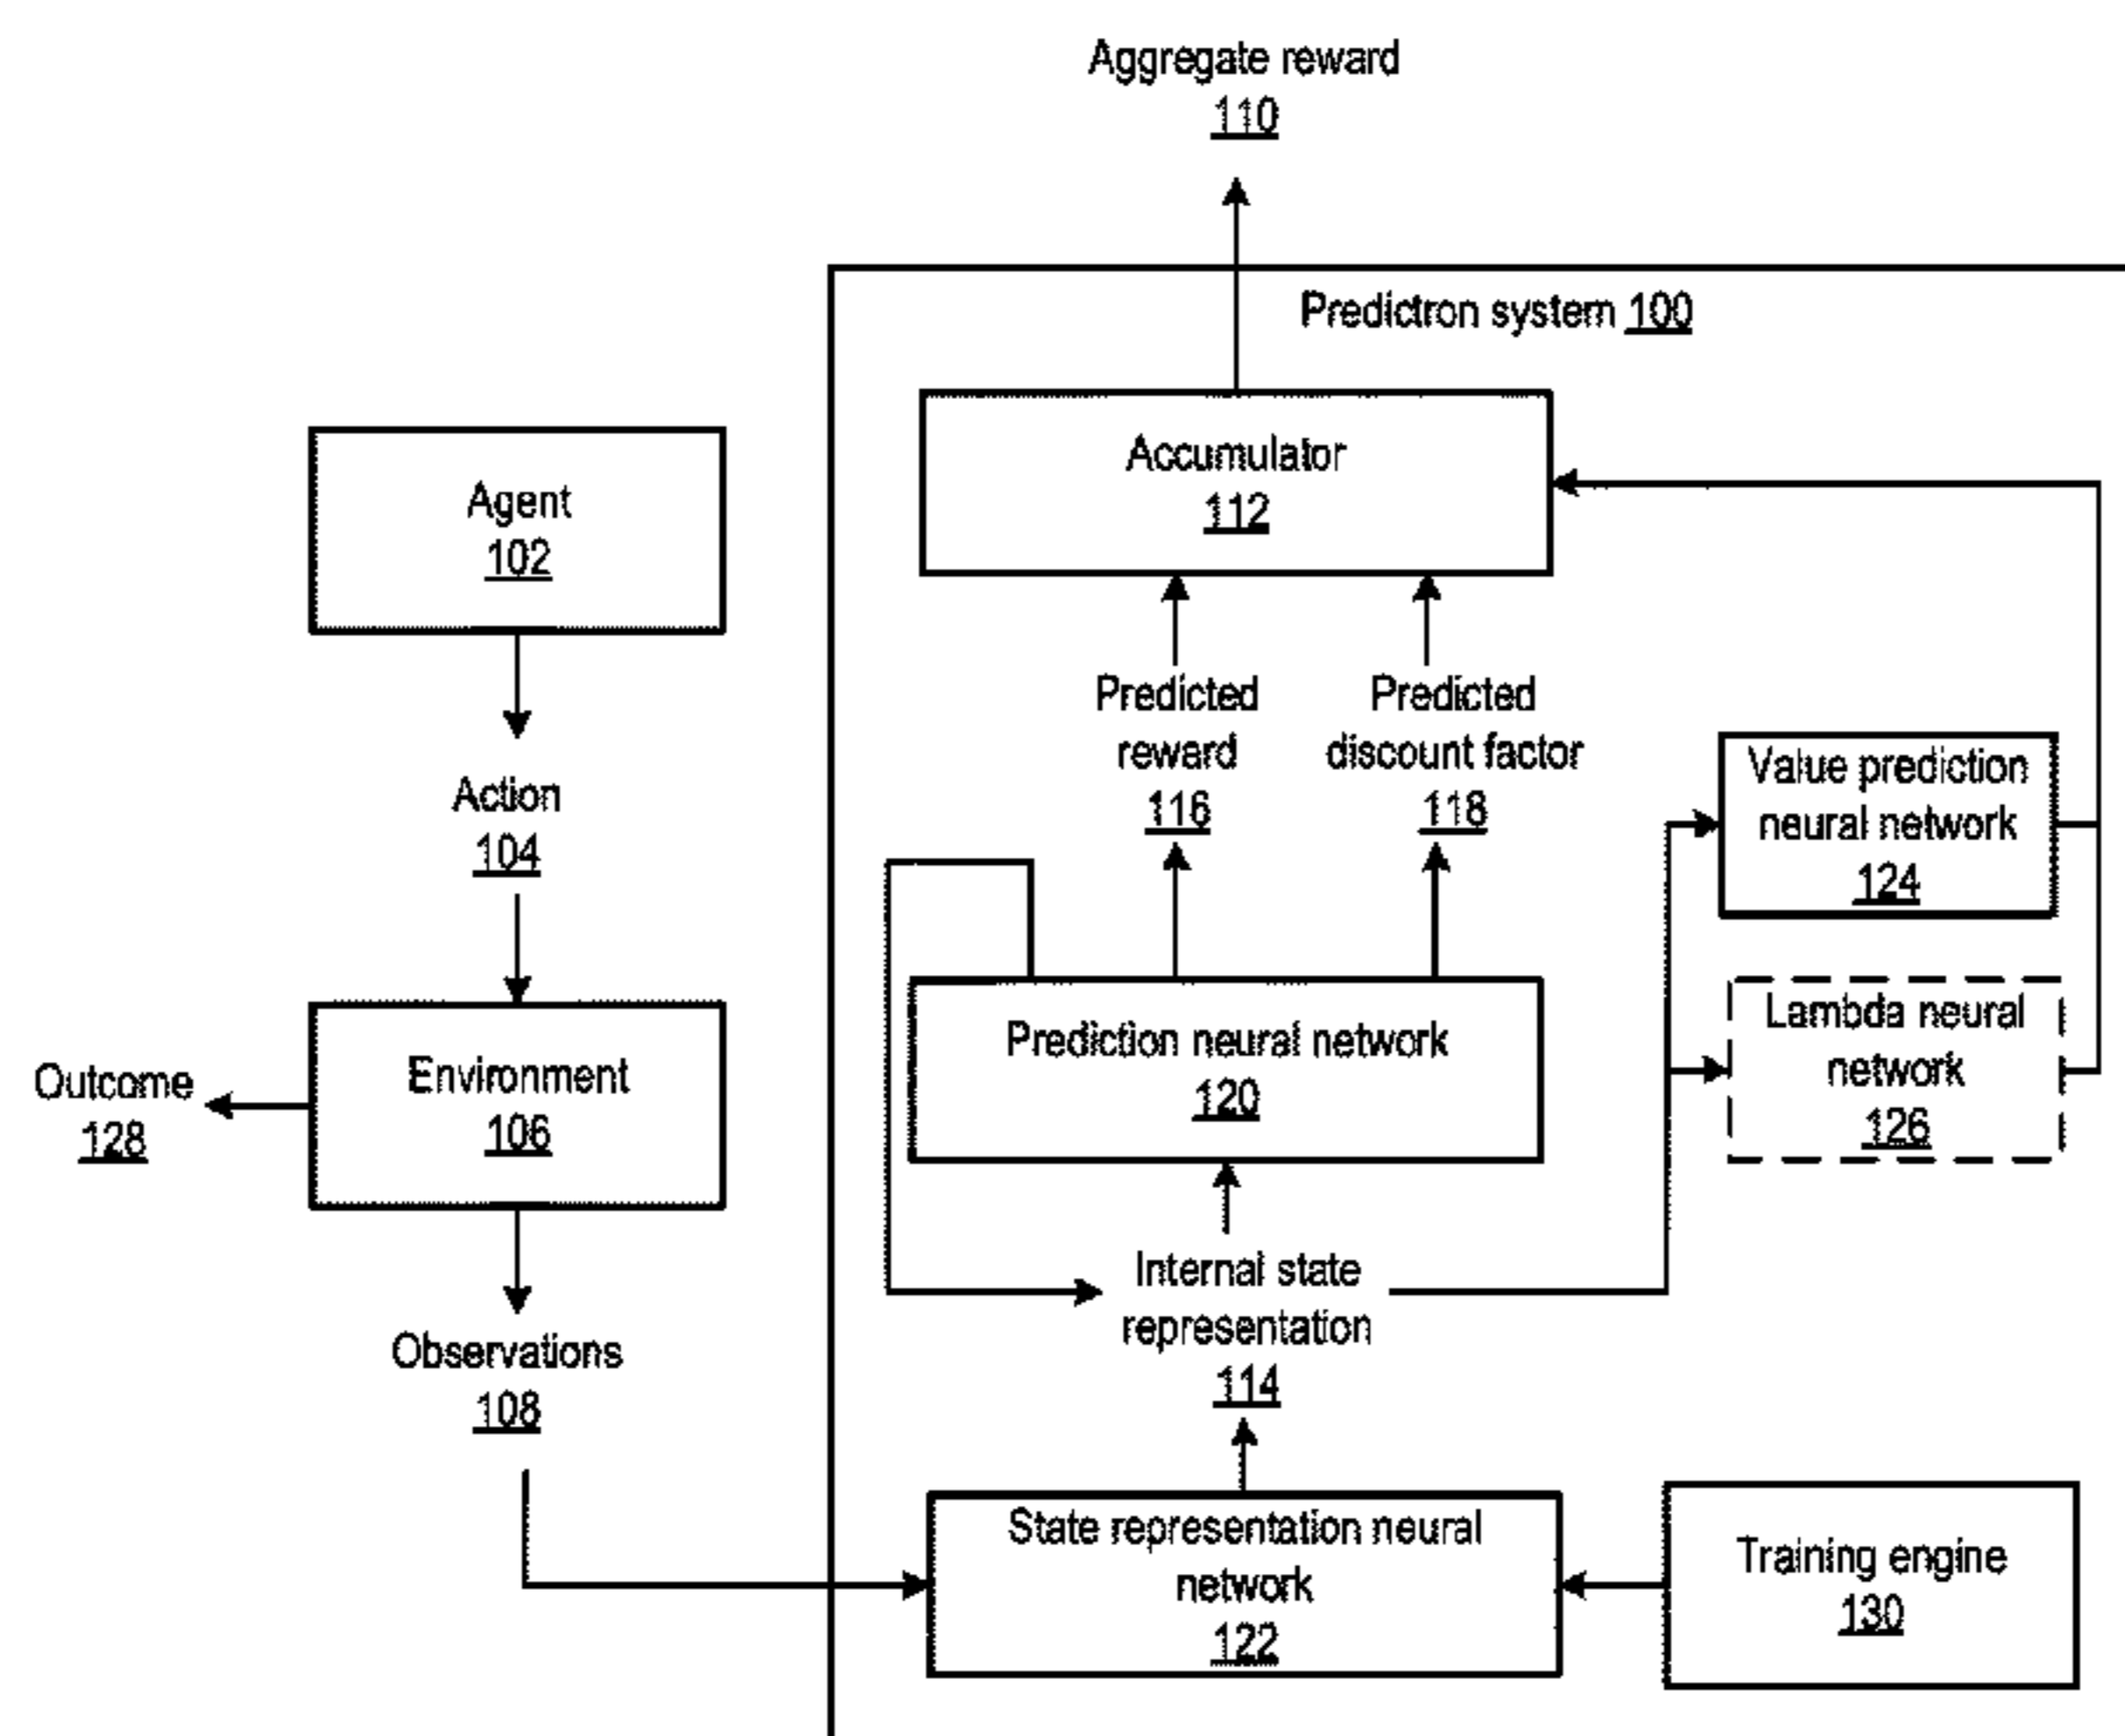 Aggregate reward
110
Predictron system 100
Accumulator
112
Agent
102
Predicted
reward
116
Predicted
discount factor
118
Action
104
Value prediction
neural network
124
Prediction neural network
120
Lambda neural
network
126
Environment
106
Outcome
128
Internal state
representation
114
Observations
108
State representation neural
network
122
Training engine
130